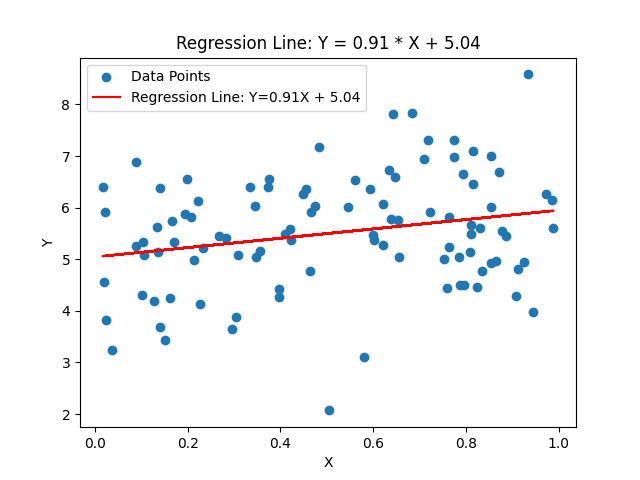 Regression Line: Y = 0.91 * X + 5.04
Data Points
Regression Line: Y=0.91X + 5.04
8
7
6
5
4
3
2
Y
0.0 0.2 0.4 0.6 0.8 1.0
X